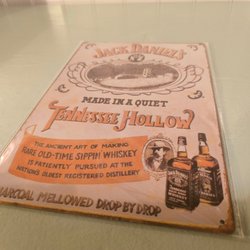 JACK DANIEL'S
MADE IN A QUIET
TENNESSEE HOLLOW
THE ANCIENT ART OF MAKING
RARE OLD-TIME SIPPIN' WHISKEY
IS PATIENTLY PURSUED AT THE
NATIONS OLDEST REGISTERED DISTILLERY
CHARCOAL MELLOWED DROP BY DROP